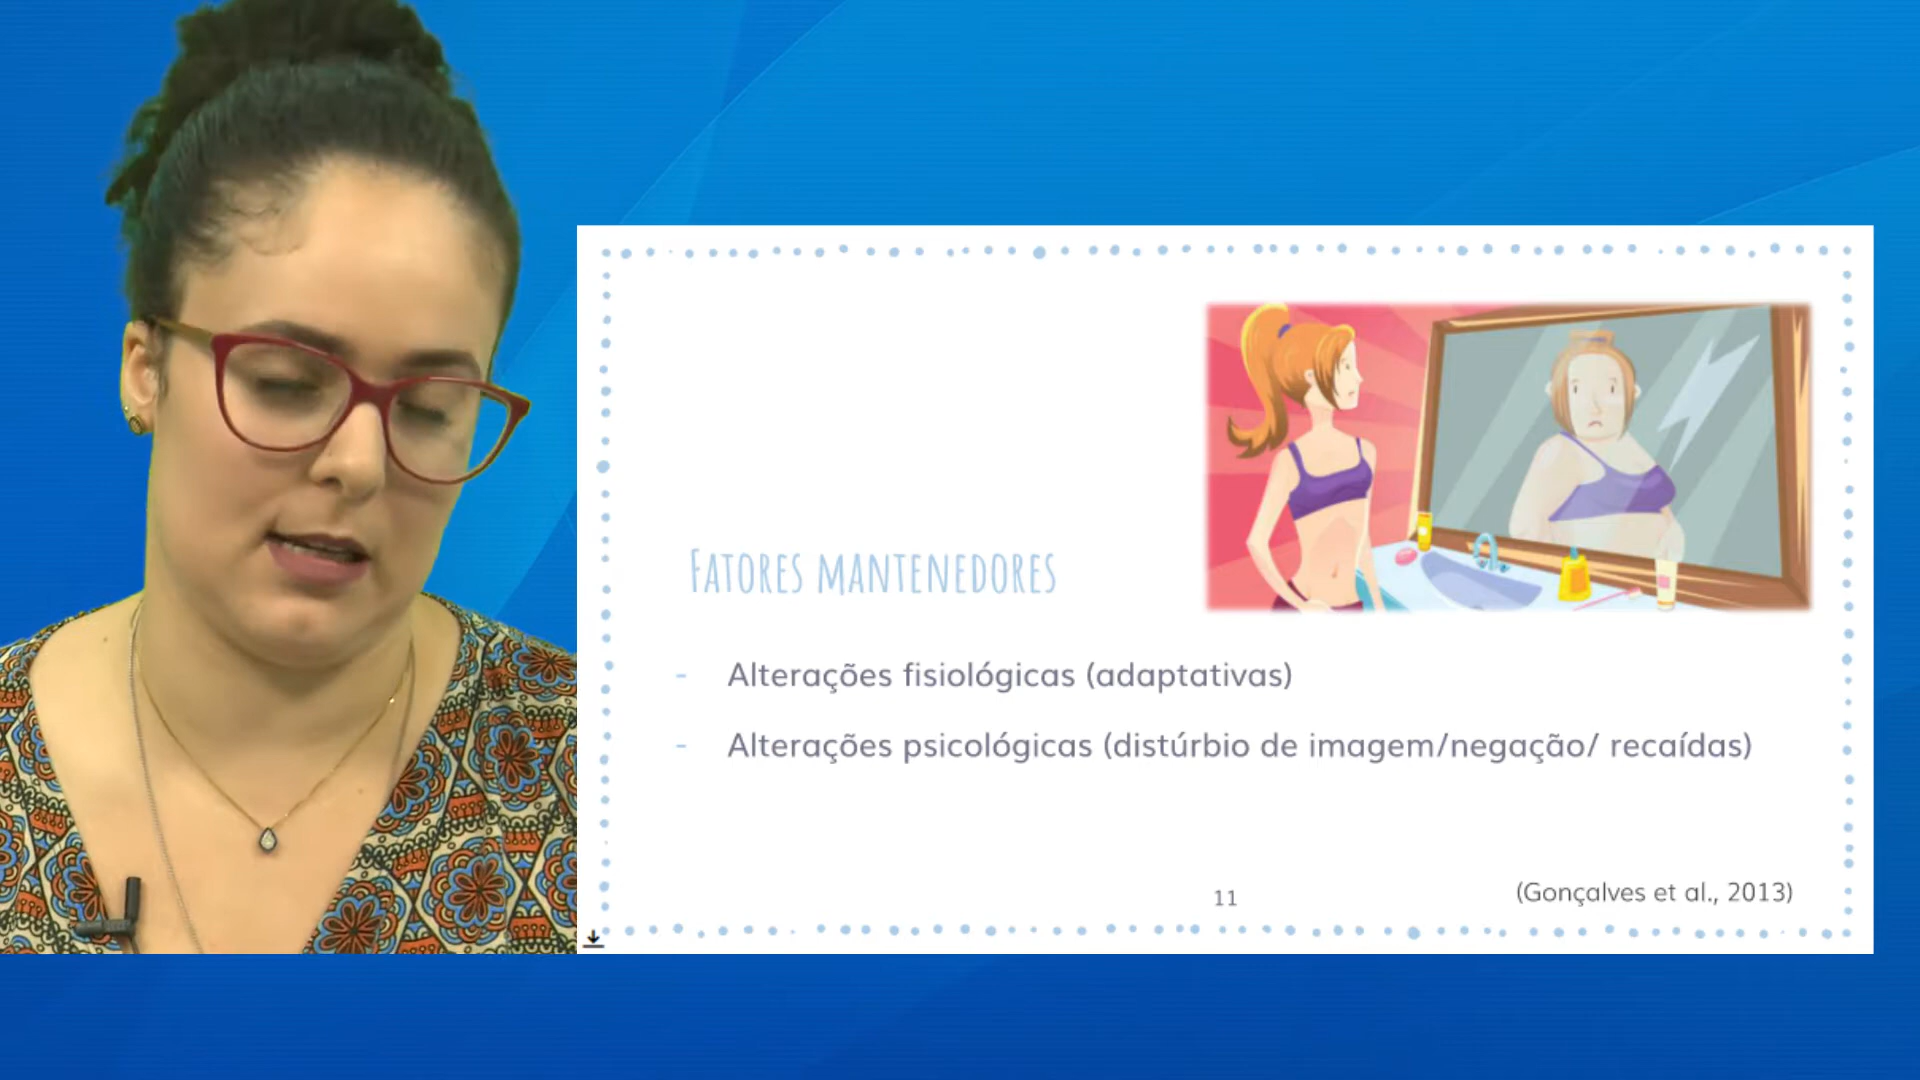 FATORES MANTENEDORES
- Alterações fisiológicas (adaptativas)
- Alterações psicológicas (distúrbio de imagem/negação/ recaídas)
11
(Gonçalves et al., 2013)